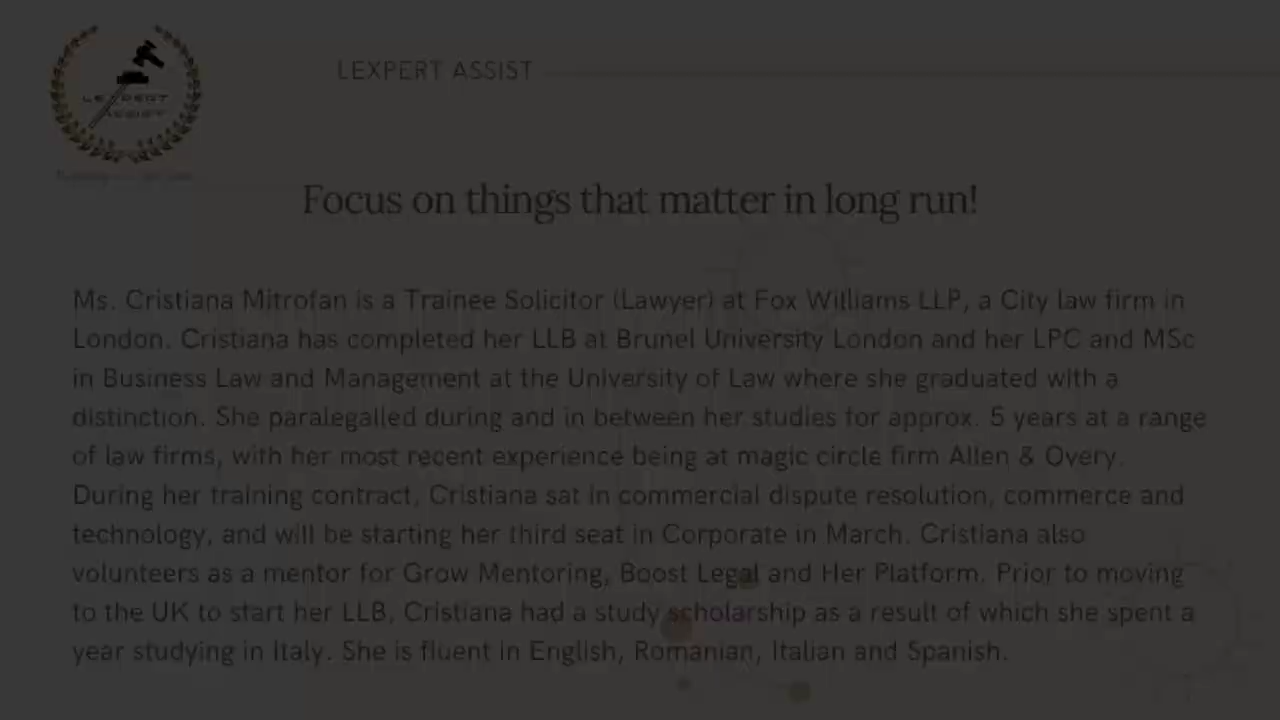 LEXPERT
ASSIST
LEXPERT ASSIST
Focus on things that matter in long run!
Ms. Cristiana Mitrofan is a Trainee Solicitor (Lawyer) at Fox Williams LLP, a City law firm in
London. Cristiana has completed her LLB at Brunel University London and her LPC and MSc
in Business Law and Management at the University of Law where she graduated with a
distinction. She paralegalled during and in between her studies for approx. 5 years at a range
of law firms, with her most recent experience being at magic circle firm Allen & Overy.
During her training contract, Cristiana sat in commercial dispute resolution, commerce and
technology, and will be starting her third seat in Corporate in March. Cristiana also
volunteers as a mentor for Grow Mentoring, Boost Legal and Her Platform. Prior to moving
to the UK to start her LLB, Cristiana had a study scholarship as a result of which she spent a
year studying in Italy. She is fluent in English, Romanian, Italian and Spanish.